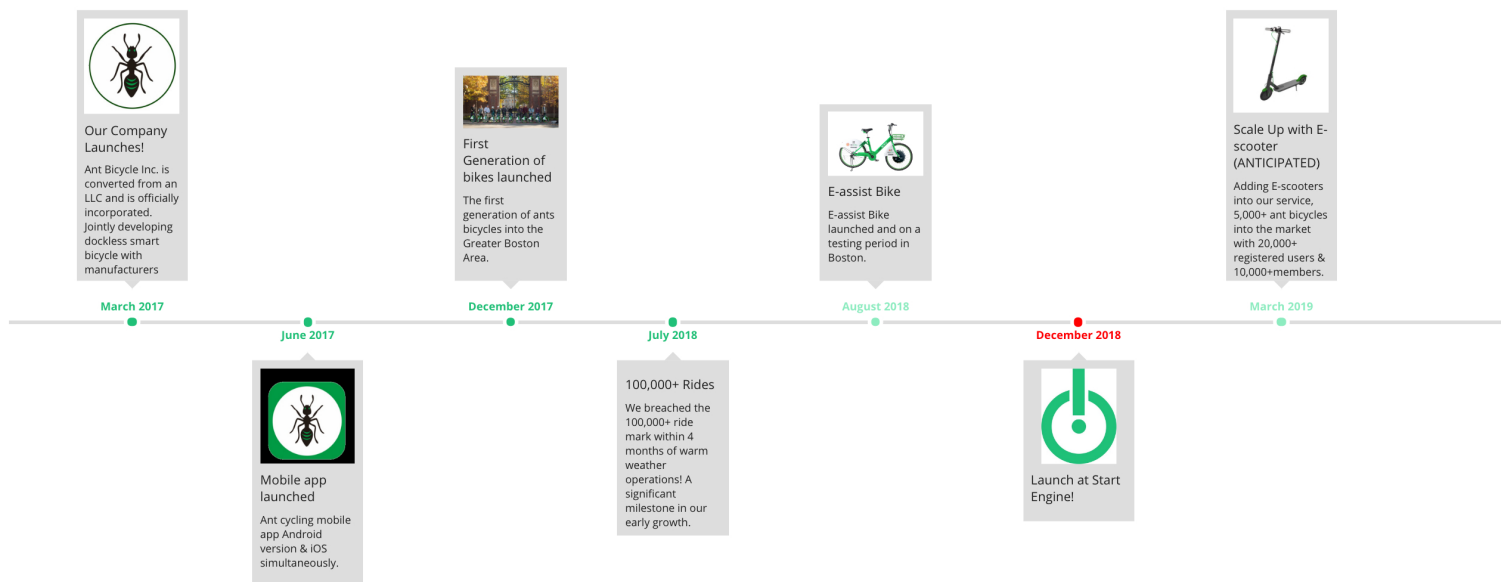 Our Company
Launches!
Ant Bicycle Inc. is
converted from an
LLC and is officially
incorporated.
Jointly developing
dockless smart
bicycle with
manufacturers
March 2017
June 2017
Mobile app
launched
Ant cycling mobile
app Android
version & iOS
simultaneously.
First
Generation of
bikes launched
The first
generation of ants
bicycles into the
Greater Boston
Area.
December 2017
July 2018
100,000+ Rides
We breached the
100,000+ ride
mark within 4
months of warm
weather
operations! A
significant
milestone in our
early growth.
E-assist Bike
E-assist Bike
launched and on a
testing period in
Boston.
August 2018
December 2018
Launch at Start
Engine!
Scale Up with E-
scooter
(ANTICIPATED)
Adding E-scooters
into our service,
5,000+ ant bicycles
into the market
with 20,000+
registered users &
10,000+members.
March 2019